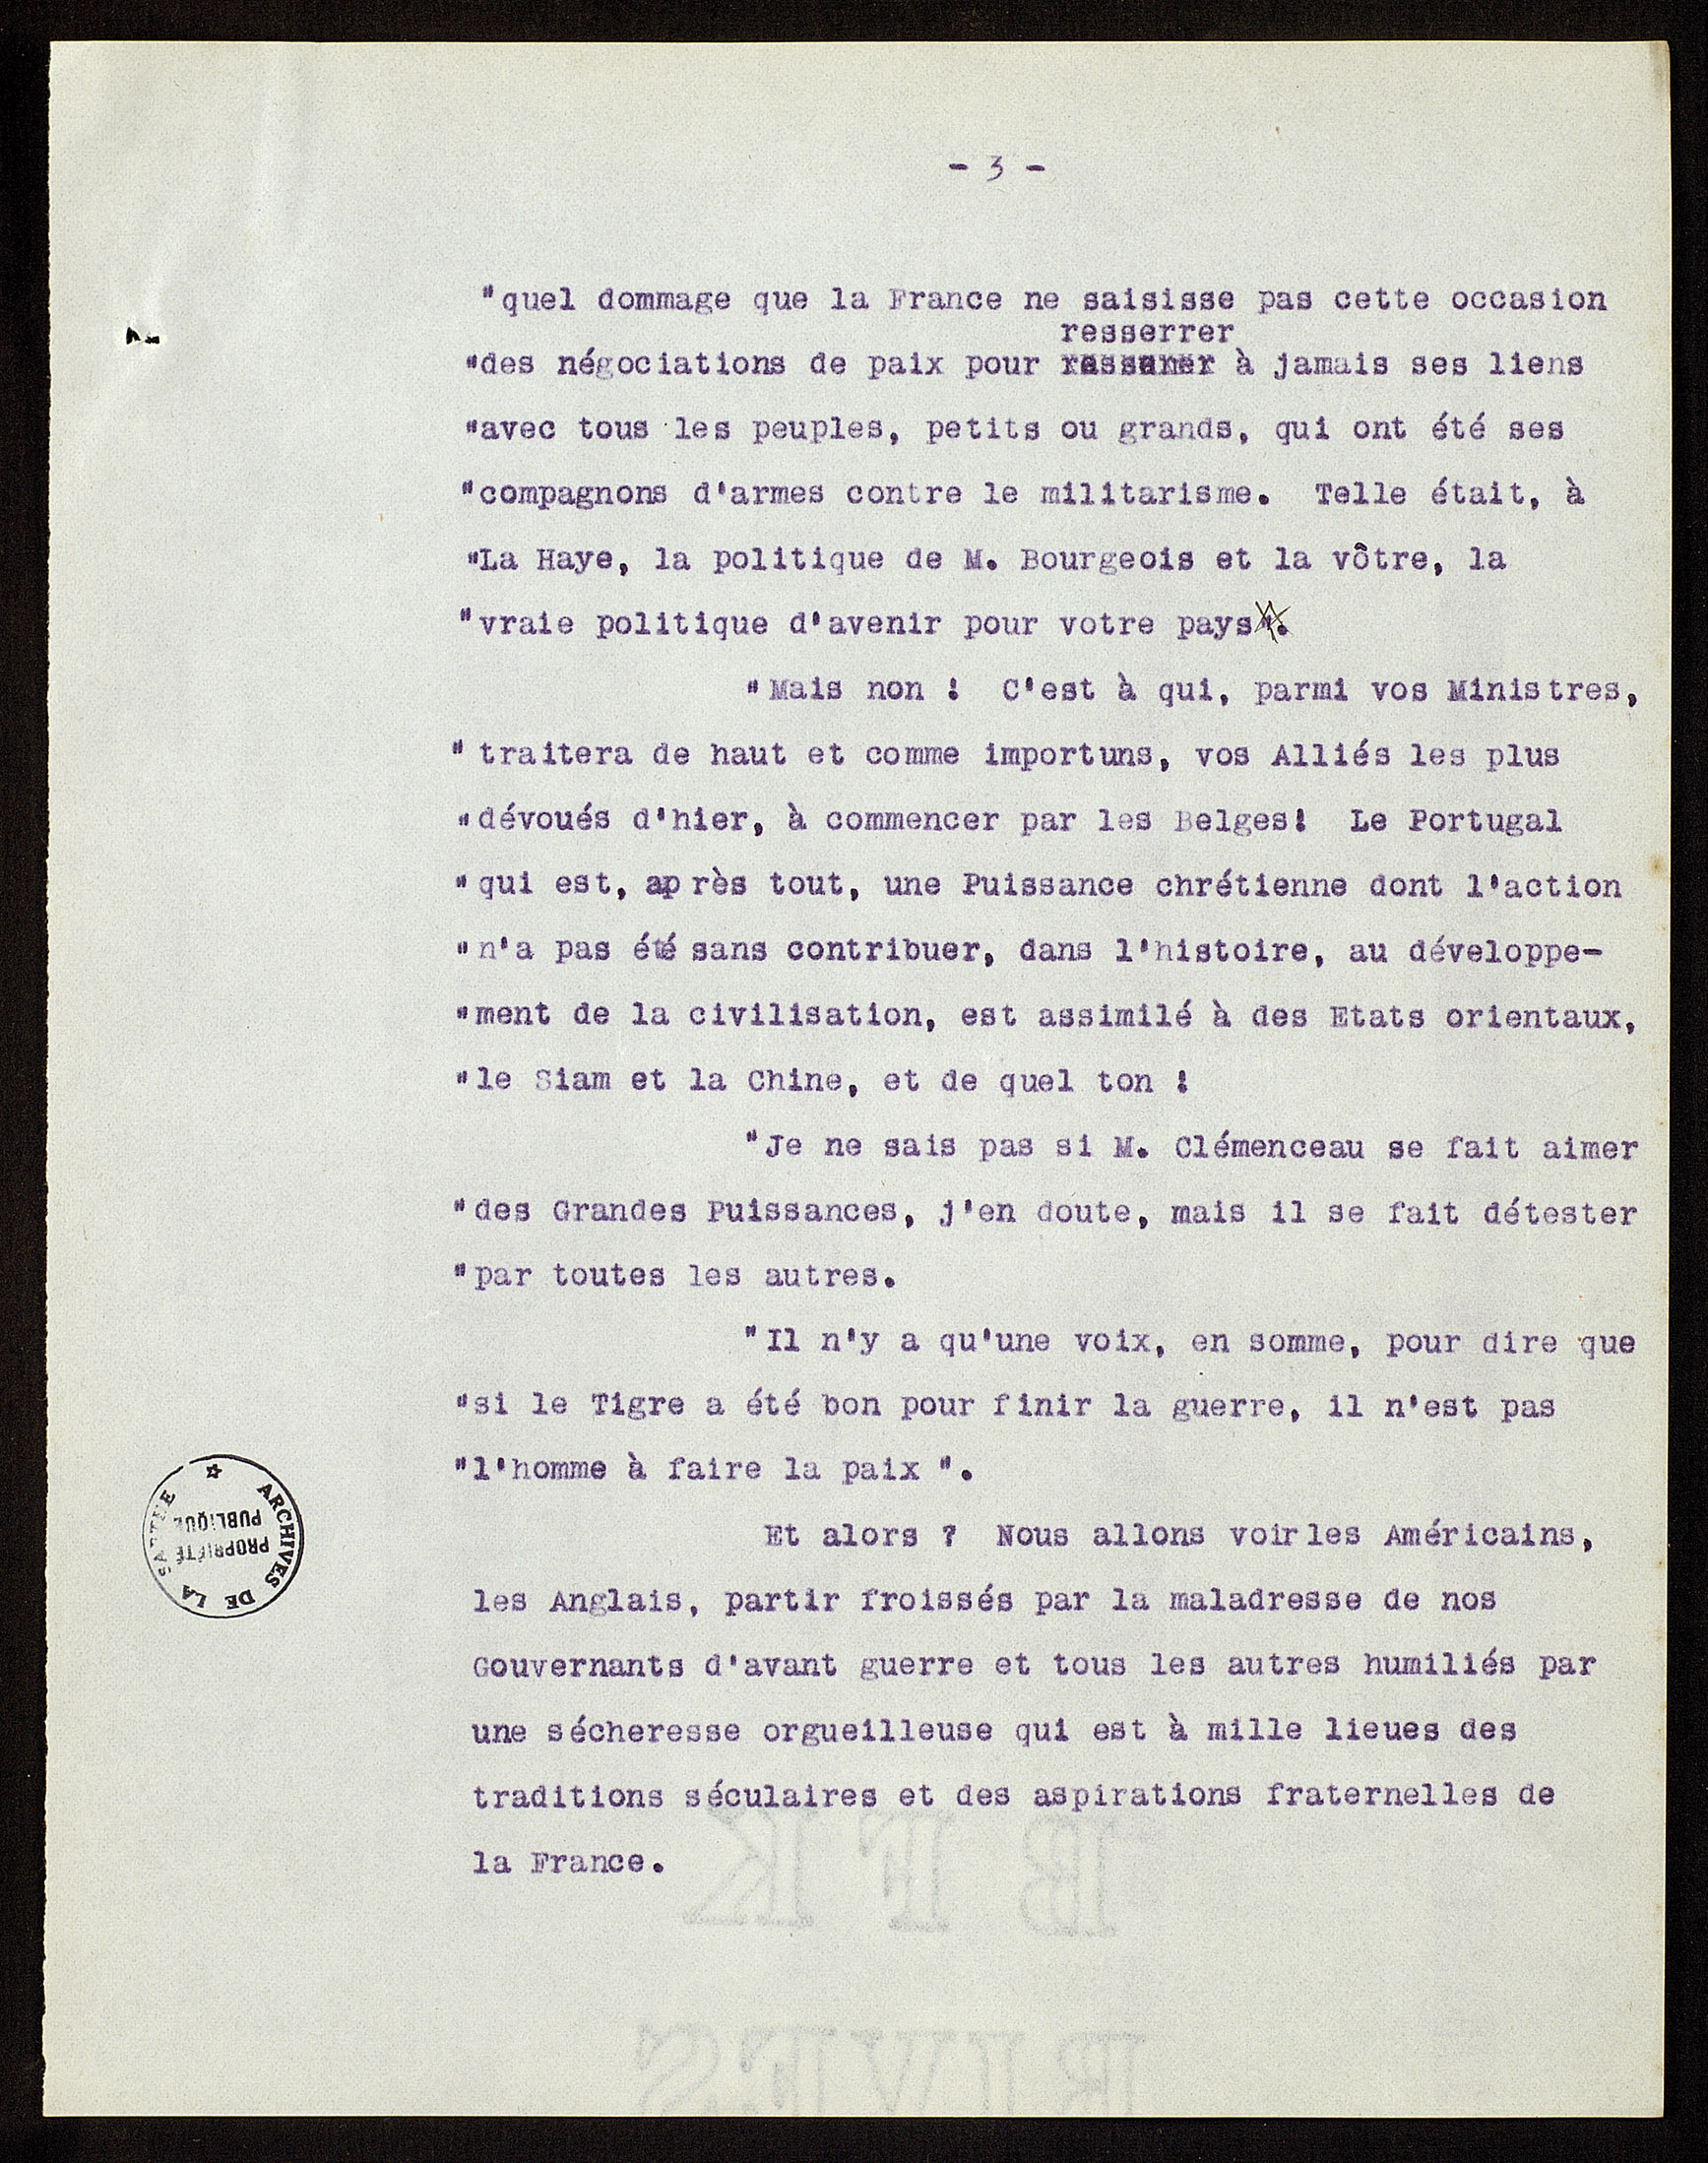 - 3 -
"quel dommage que la France ne saisisse pas cette occasion
resserrer
"des négociations de paix pour à jamais ses liens
"avec tous les peuples, petits ou grands, qui ont été ses
"compagnons d'armes contre le militarisme. Telle était, à
"La Haye, la politique de M. Bourgeois et la vôtre, la
"vraie politique d'avenir pour votre pays".
"Mais non ! C'est à qui, parmi vos Ministres,
"traitera de haut et comme importuns, vos Alliés les plus
"dévoués d'hier, à commencer par les Belges! Le Portugal
"qui est, après tout, une Puissance chrétienne dont l'action
"n'a pas été sans contribuer, dans l'histoire, au développe-
"ment de la civilisation, est assimilé à des Etats orientaux,
"le Siam et la Chine, et de quel ton !
"Je ne sais pas si M. Clémenceau se fait aimer
"des Grandes Puissances, j'en doute, mais il se fait détester
"par toutes les autres.
"Il n'y a qu'une voix, en somme, pour dire que
"si le Tigre a été bon pour finir la guerre, il n'est pas
"l'homme à faire la paix ".
Et alors ? Nous allons voir les Américains,
les Anglais, partir froissés par la maladresse de nos
Gouvernants d'avant guerre et tous les autres humiliés par
une sécheresse orgueilleuse qui est à mille lieues des
traditions séculaires et des aspirations fraternelles de
la France.
ARCHIVES DE LA SARTHE
PROPRIÉTÉ
PUBLIQUE
BFK
RIVES